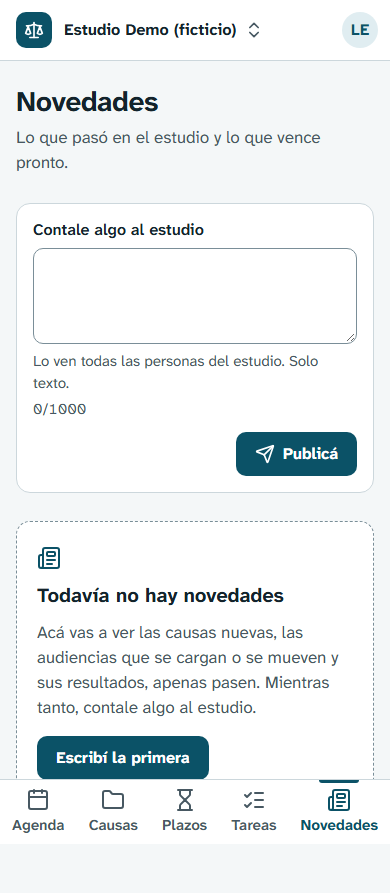 Estudio Demo (ficticio)
LE
Novedades
Lo que pasó en el estudio y lo que vence
pronto.
Contale algo al estudio
Lo ven todas las personas del estudio. Solo
texto.
0/1000
Publicá
Todavía no hay novedades
Acá vas a ver las causas nuevas, las
audiencias que se cargan o se mueven y
sus resultados, apenas pasen. Mientras
tanto, contale algo al estudio.
Escribí la primera
Agenda
Causas
Plazos
Tareas
Novedades